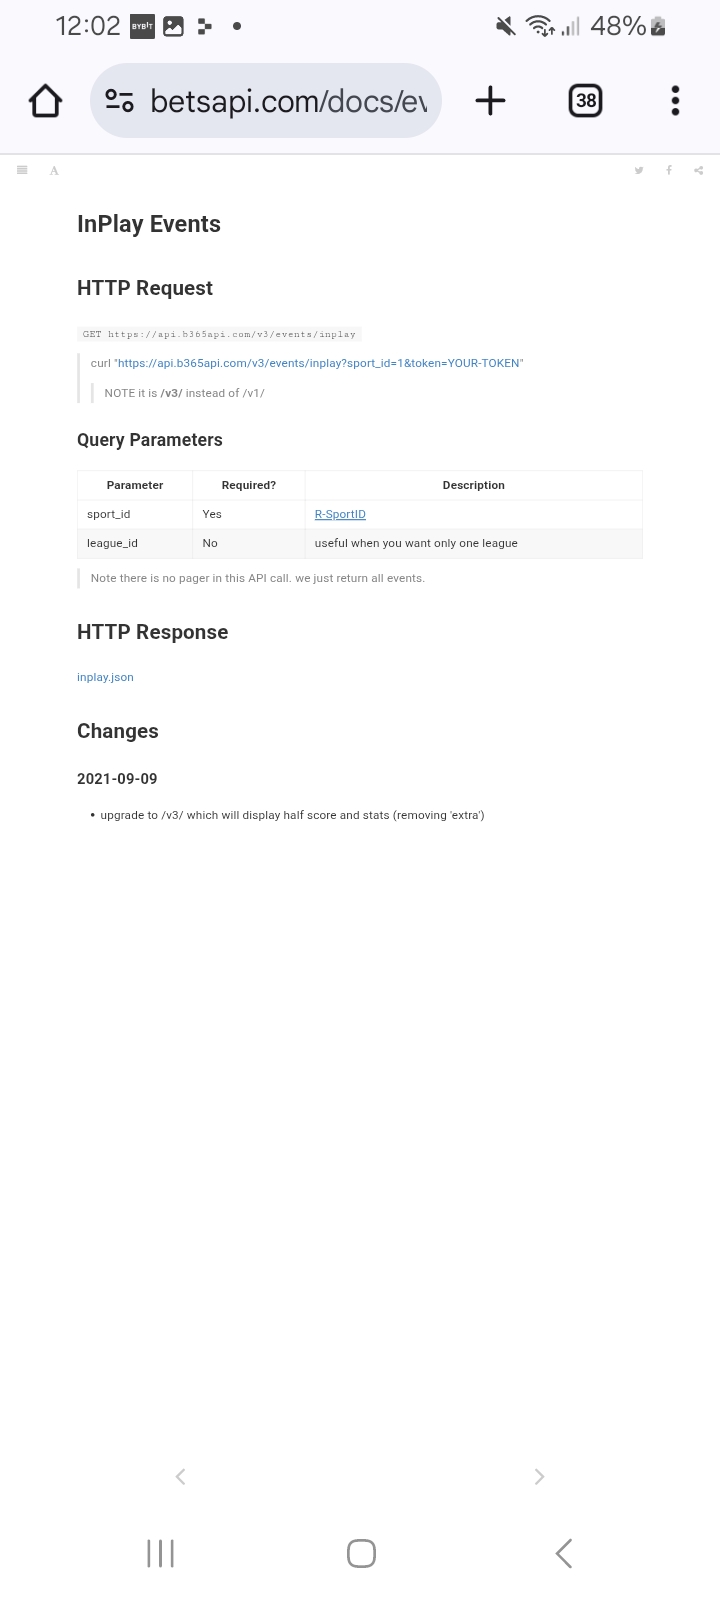 12:02 BYBIT 48%
betsapi.com/docs/ev
38
A
InPlay Events
HTTP Request
GET https://api.b365api.com/v3/events/inplay
curl "https://api.b365api.com/v3/events/inplay?sport_id=1&token=YOUR-TOKEN"
NOTE it is /v3/ instead of /v1/
Query Parameters
Parameter Required? Description
sport_id Yes R-SportID
league_id No useful when you want only one league
Note there is no pager in this API call. we just return all events.
HTTP Response
inplay.json
Changes
2021-09-09
• upgrade to /v3/ which will display half score and stats (removing 'extra')